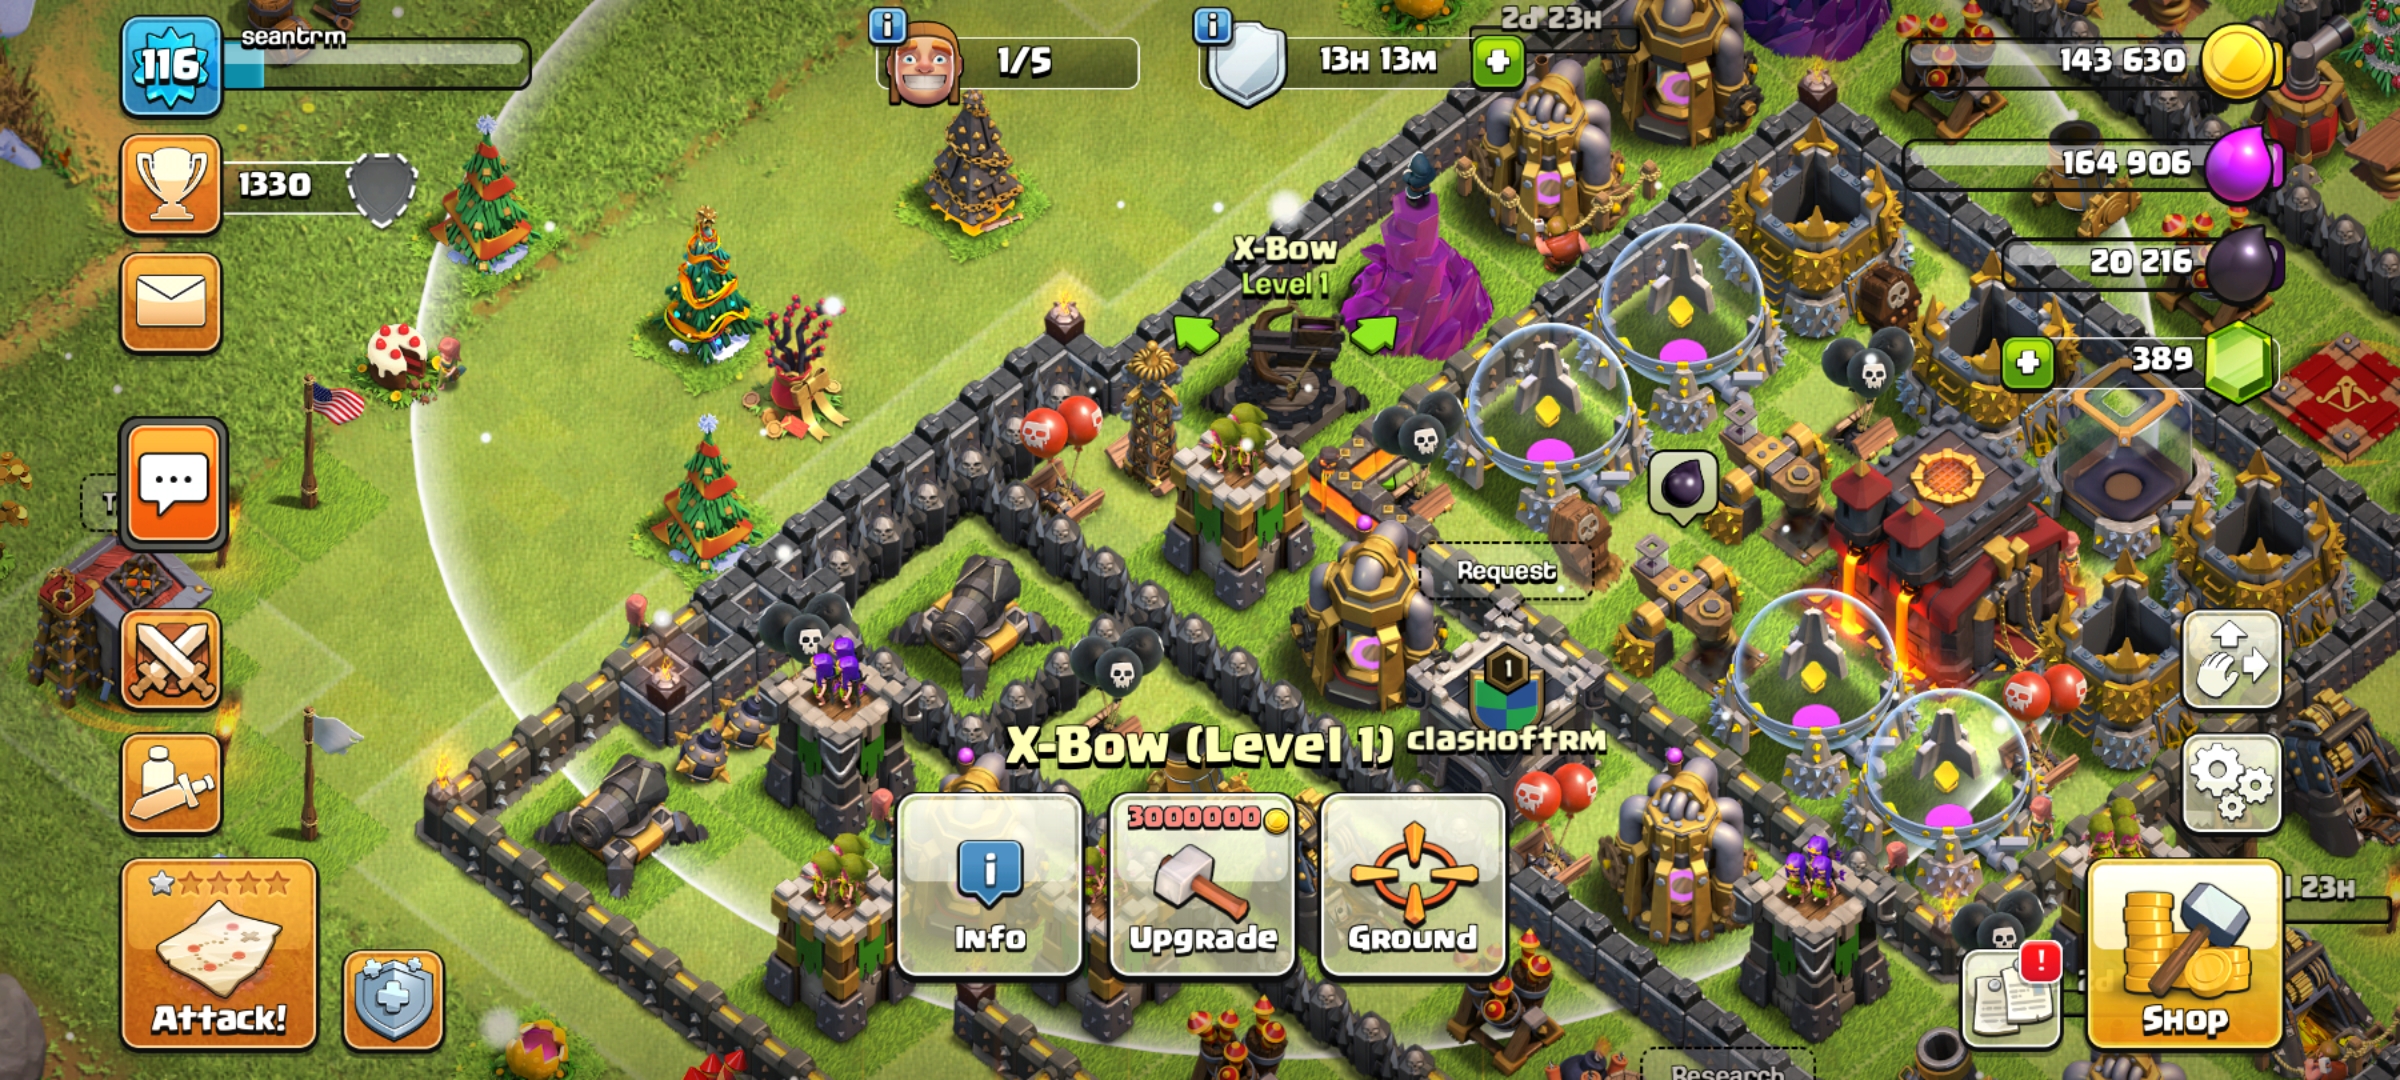 116
seantrm
1/5
13H 13M
2d 23H
143 630
1330
164 906
20 216
389
X-Bow
Level 1
Request
X-Bow (Level 1)
clashoftrm
1
3000000
Info
Upgrade
Ground
23H
Attack!
!
Shop
Research